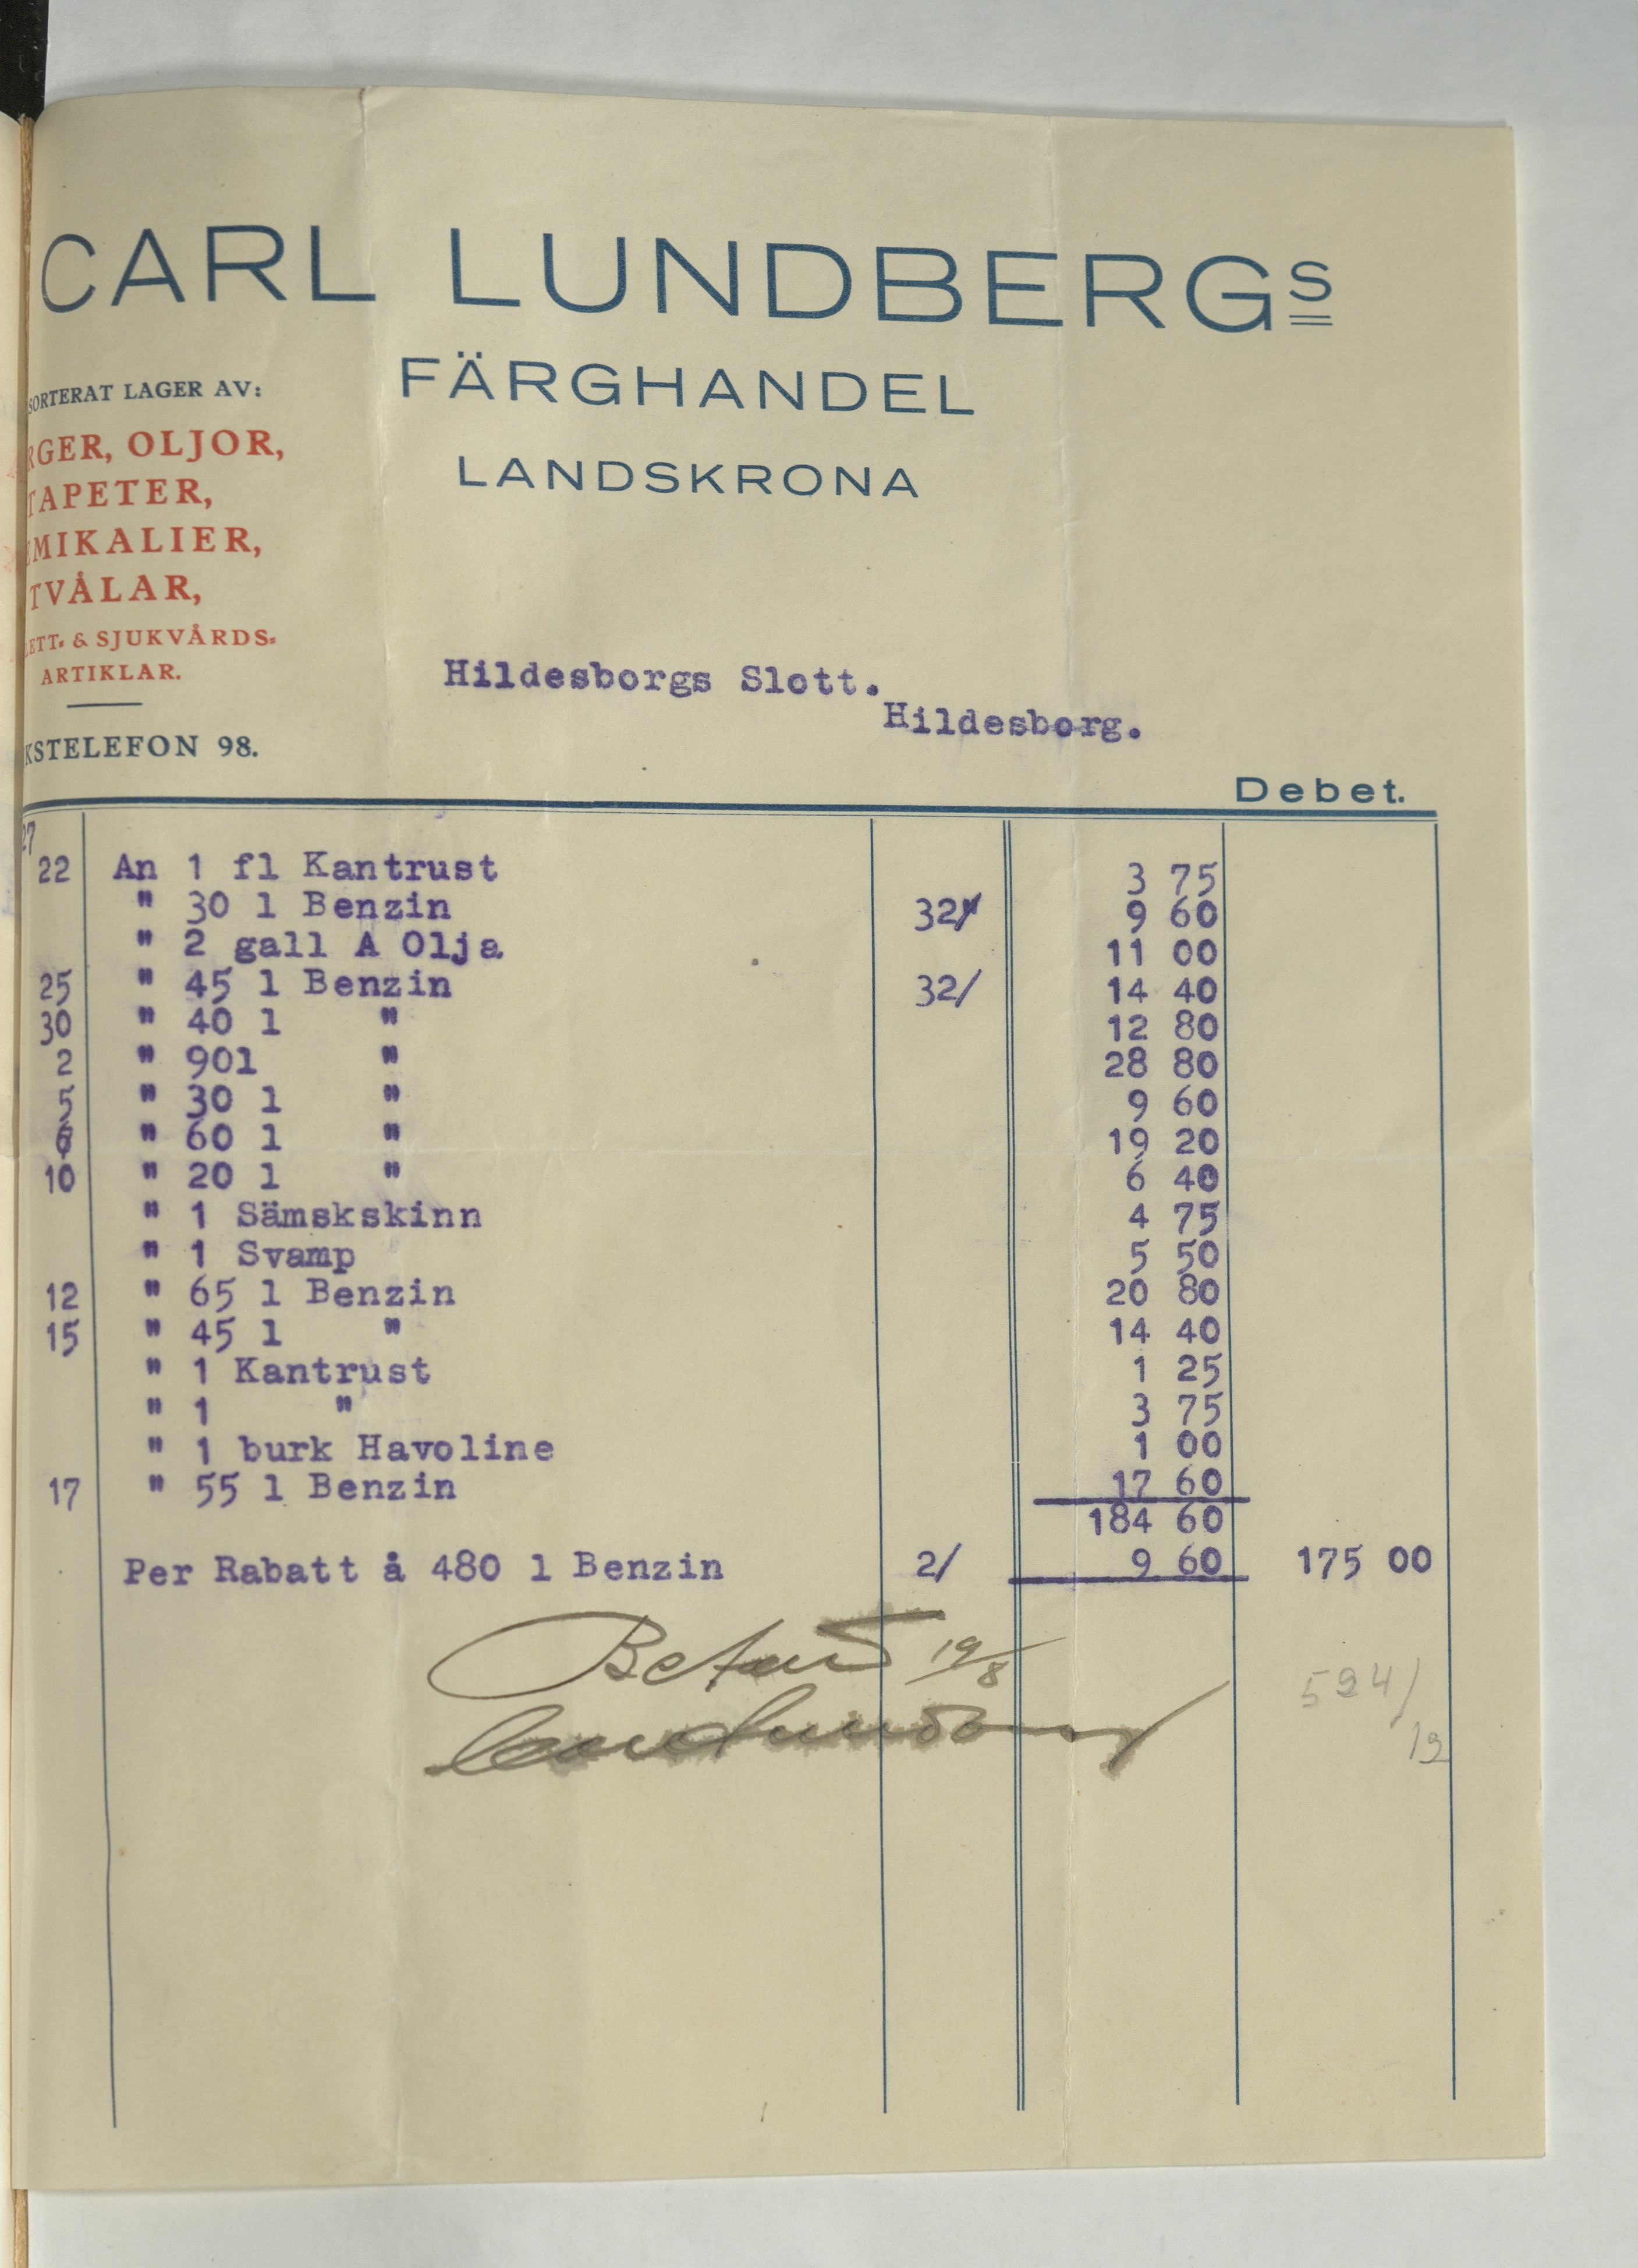 CARL LUNDBERGS
FÄRGHANDEL
LANDSKRONA
SORTERAT LAGER AV:
RGER, OLJOR,
TAPETER,
EMIKALIER,
TVÅLAR,
ETT- & SJUKVÅRDS-
ARTIKLAR.
KSTELEFON 98.
Hildesborgs Slott.
Hildesborg.
Debet.
27
22 An 1 fl Kantrust 3 75
" 30 l Benzin 32/ 9 60
" 2 gall A Olja 11 00
25 " 45 l Benzin 32/ 14 40
30 " 40 l " 12 80
2 " 90l " 28 80
5 " 30 l " 9 60
6 " 60 l " 19 20
10 " 20 l " 6 40
" 1 Sämskskinn 4 75
" 1 Svamp 5 50
12 " 65 l Benzin 20 80
15 " 45 l " 14 40
" 1 Kantrust 1 25
" 1 " 3 75
" 1 burk Havoline 1 00
17 " 55 l Benzin 17 60
184 60
Per Rabatt å 480 l Benzin 2/ 9 60 175 00
Betalt 19/8
Carl Lundberg
524/
19